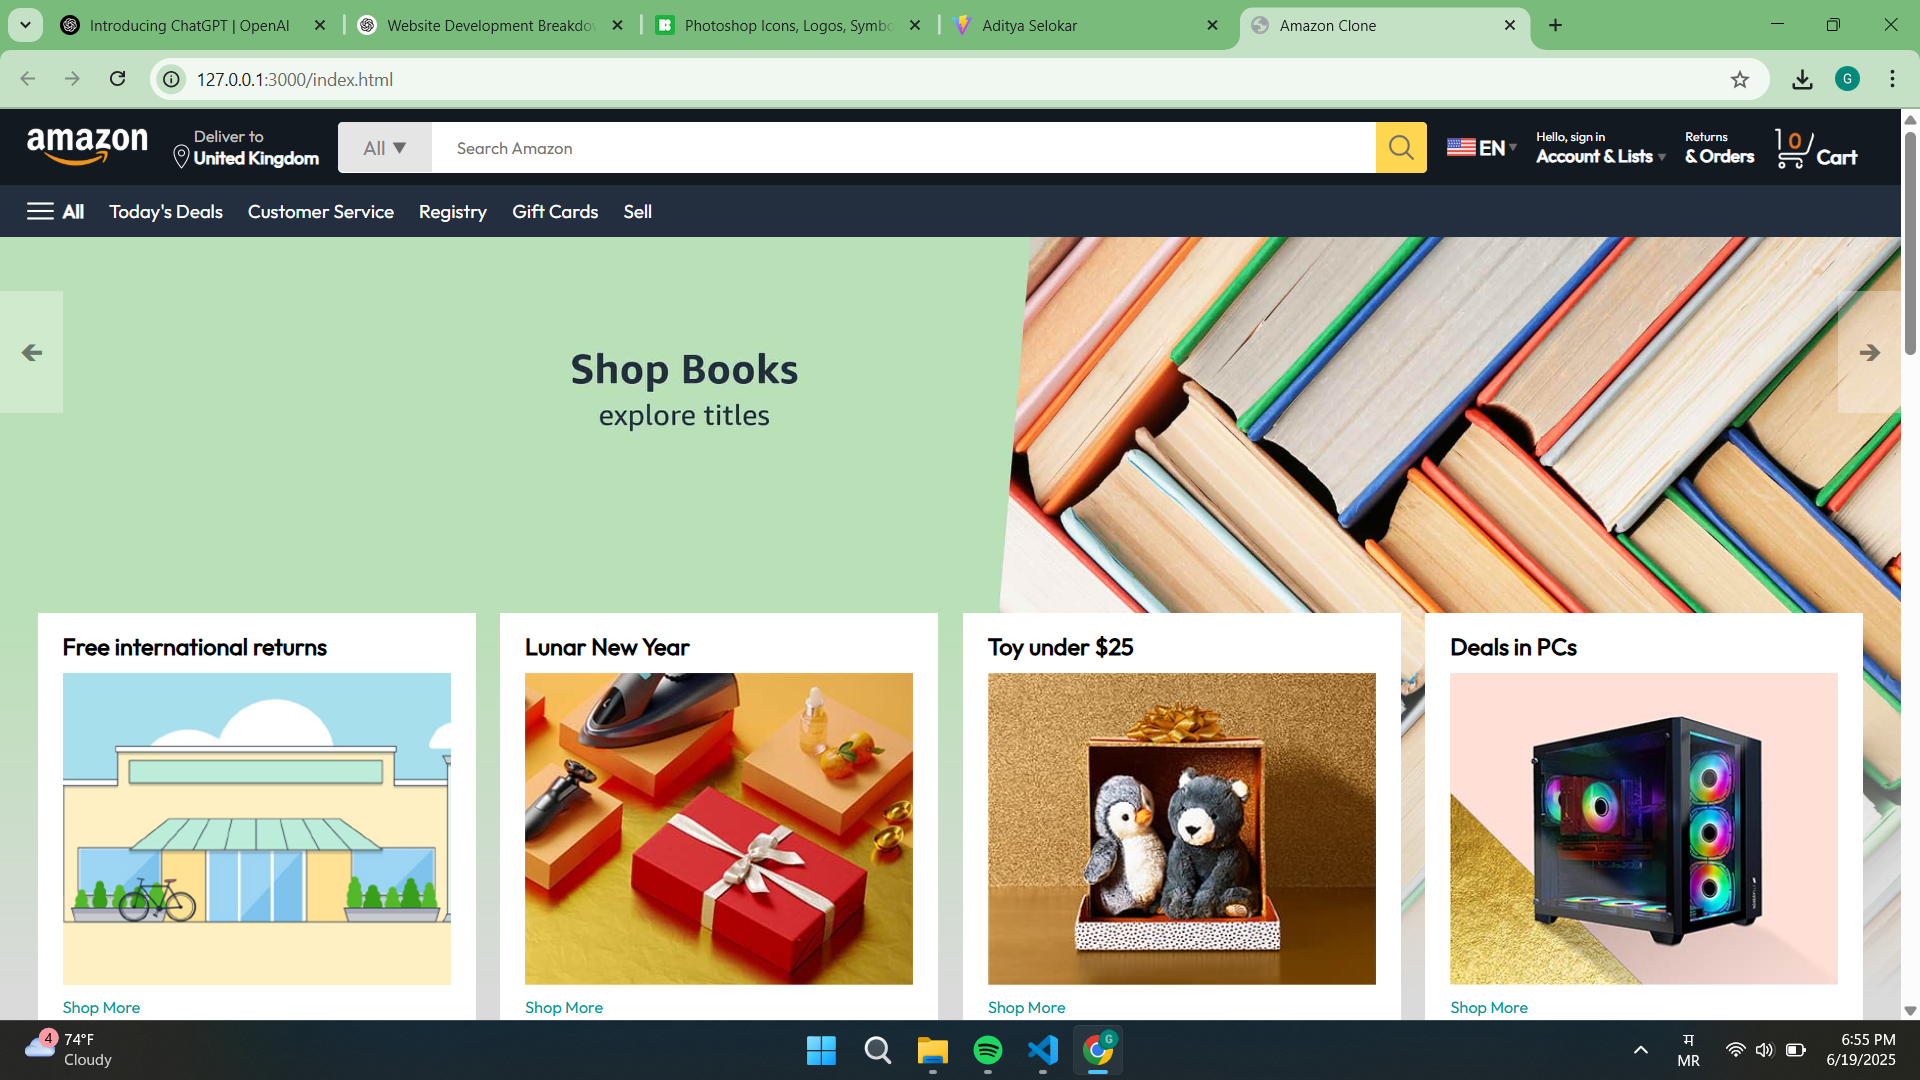 Introducing ChatGPT | OpenAI
Website Development Breakdow
Photoshop Icons, Logos, Symbo
Aditya Selokar
Amazon Clone
127.0.0.1:3000/index.html
G
amazon
Deliver to
United Kingdom
All ▼
Search Amazon
EN
Hello, sign in
Account & Lists
Returns
& Orders
0
Cart
All
Today's Deals
Customer Service
Registry
Gift Cards
Sell
Shop Books
explore titles
Free international returns
Lunar New Year
Toy under $25
Deals in PCs
Shop More
Shop More
Shop More
Shop More
4
74°F
Cloudy
G
म
MR
6:55 PM
6/19/2025